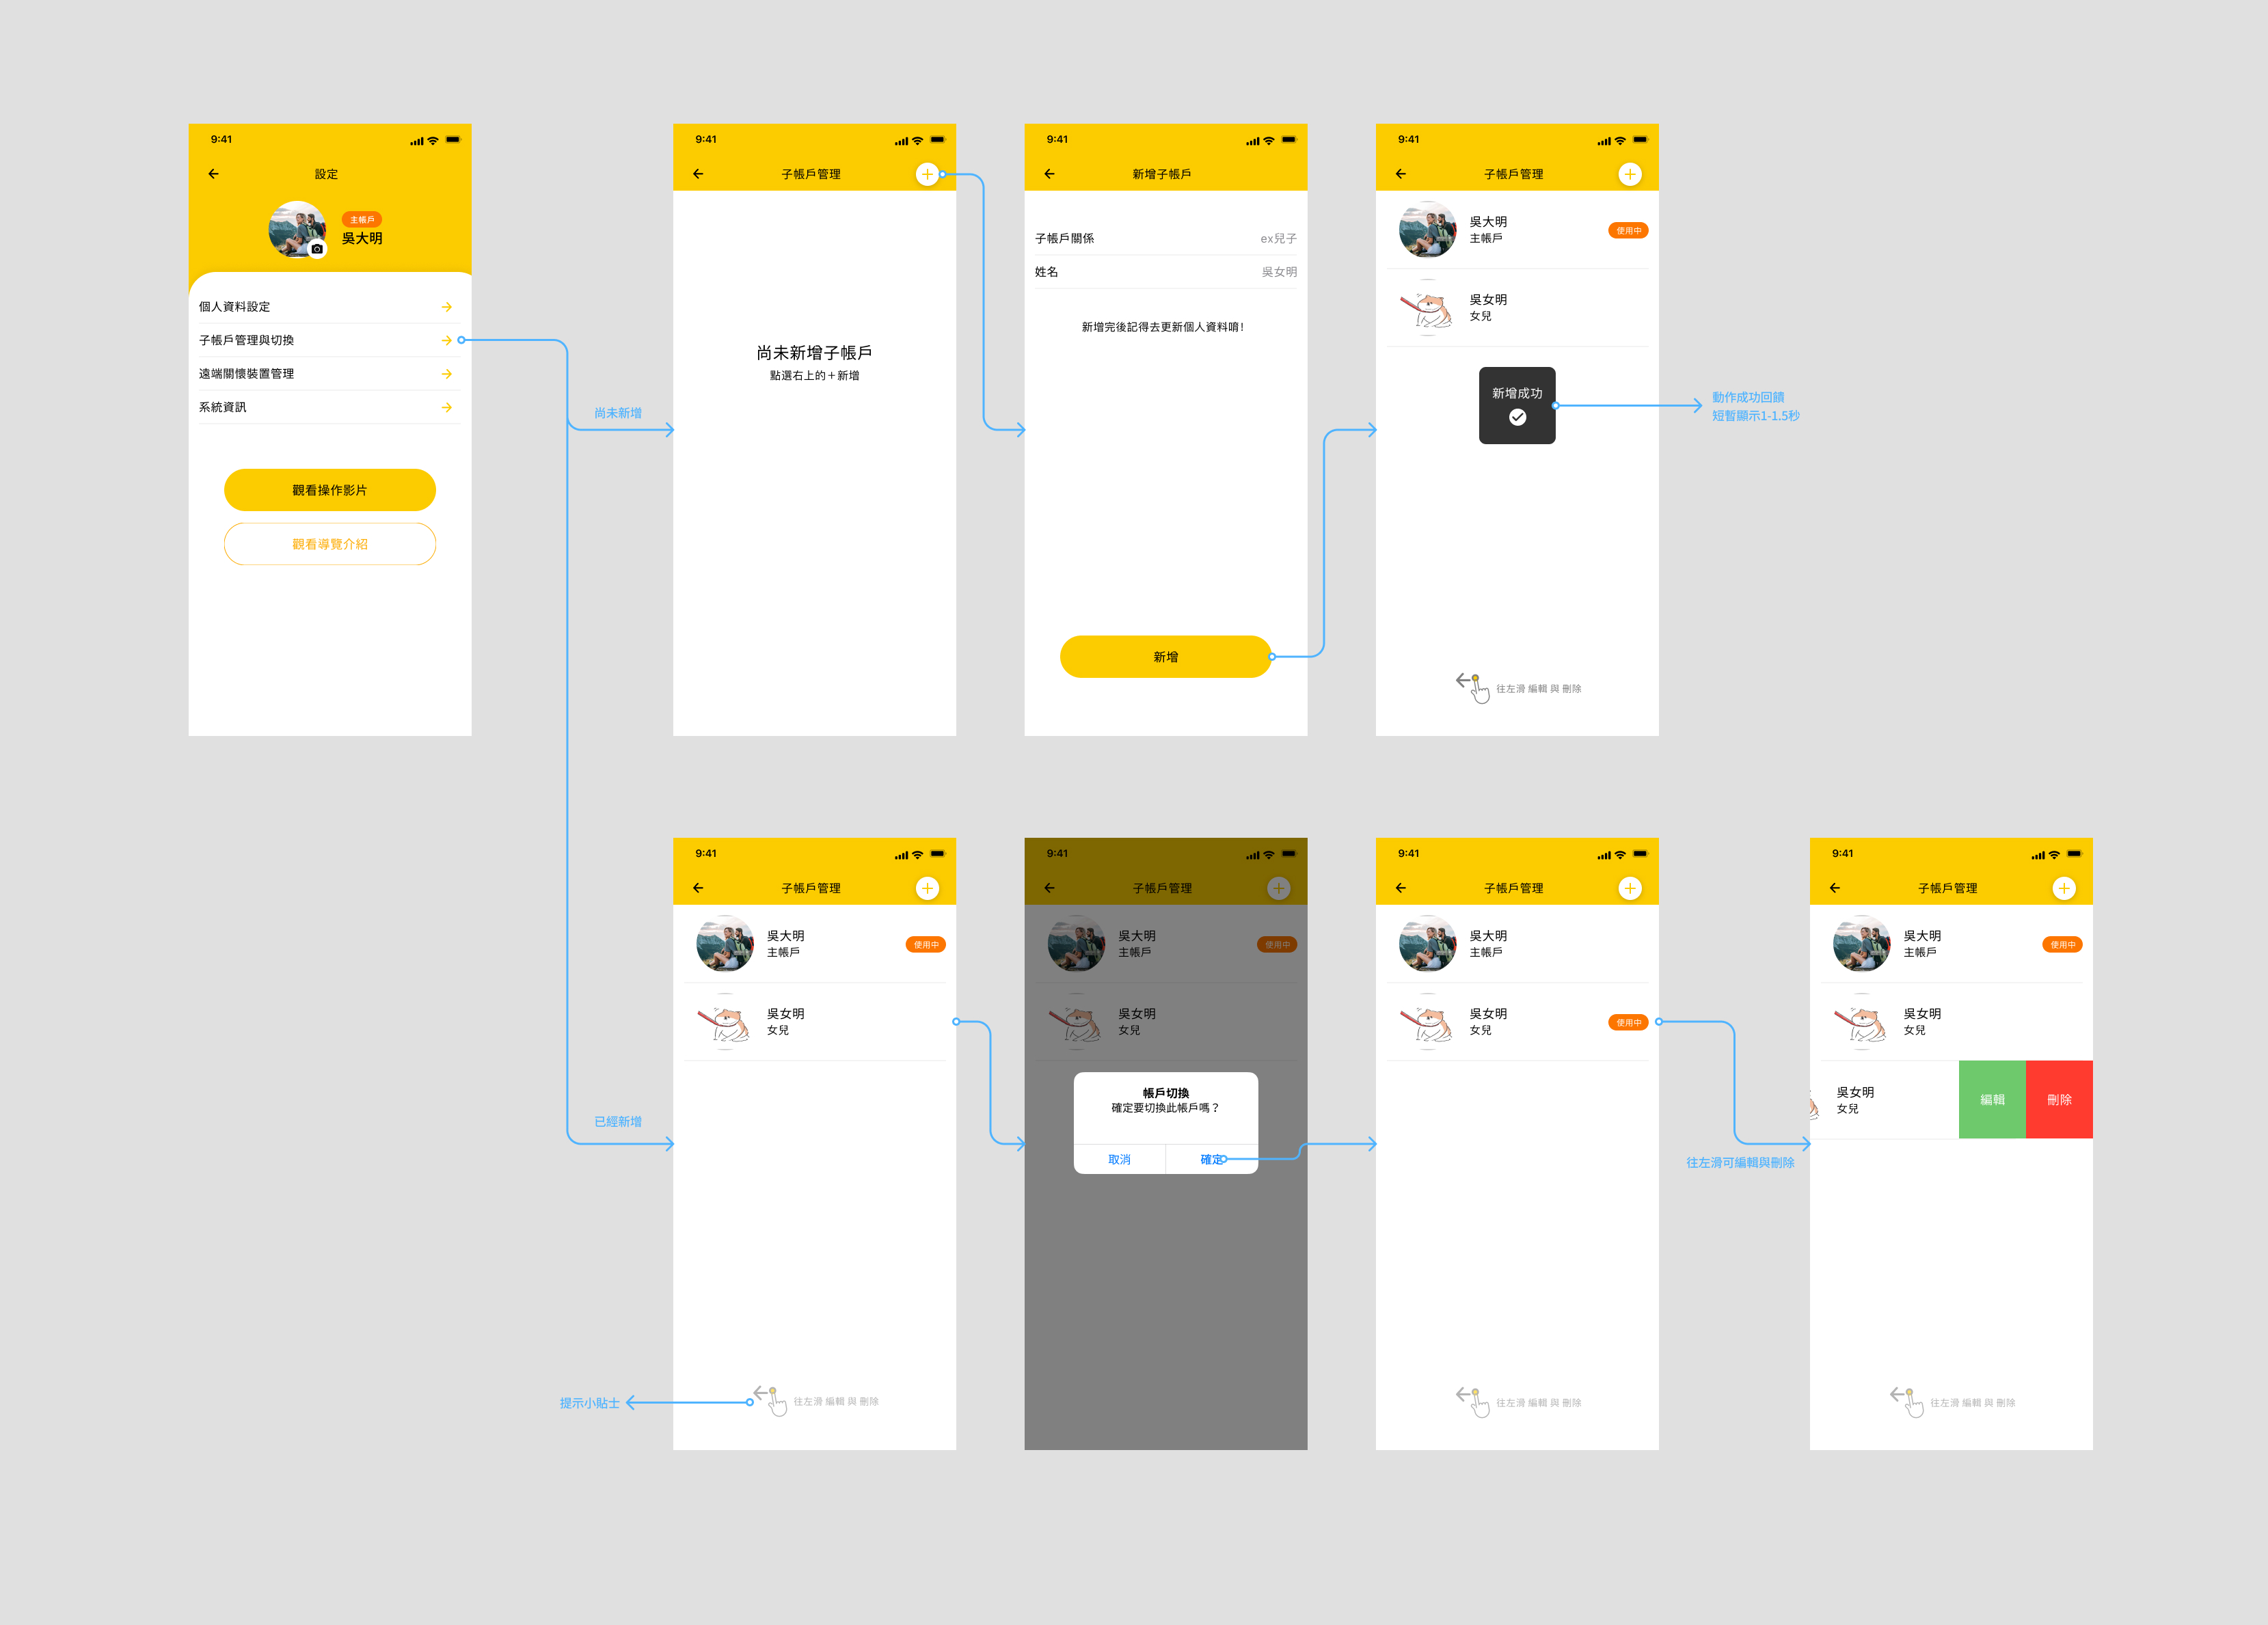 9:41
設定
主帳戶
吳大明
個人資料設定
子帳戶管理與切換
遠端關懷裝置管理
系統資訊
觀看操作影片
觀看導覽介紹
尚未新增
9:41
子帳戶管理
尚未新增子帳戶
點選右上的＋新增
9:41
新增子帳戶
子帳戶關係
ex兒子
姓名
吳女明
新增完後記得去更新個人資料唷！
新增
9:41
子帳戶管理
吳大明
主帳戶
使用中
吳女明
女兒
新增成功
往左滑 編輯 與 刪除
動作成功回饋
短暫顯示1-1.5秒
已經新增
9:41
子帳戶管理
吳大明
主帳戶
使用中
吳女明
女兒
往左滑 編輯 與 刪除
提示小貼士
9:41
子帳戶管理
吳大明
主帳戶
使用中
吳女明
女兒
帳戶切換
確定要切換此帳戶嗎？
取消
確定
9:41
子帳戶管理
吳大明
主帳戶
吳女明
女兒
使用中
往左滑 編輯 與 刪除
往左滑可編輯與刪除
9:41
子帳戶管理
吳大明
主帳戶
使用中
吳女明
女兒
吳女明
女兒
編輯
刪除
往左滑 編輯 與 刪除